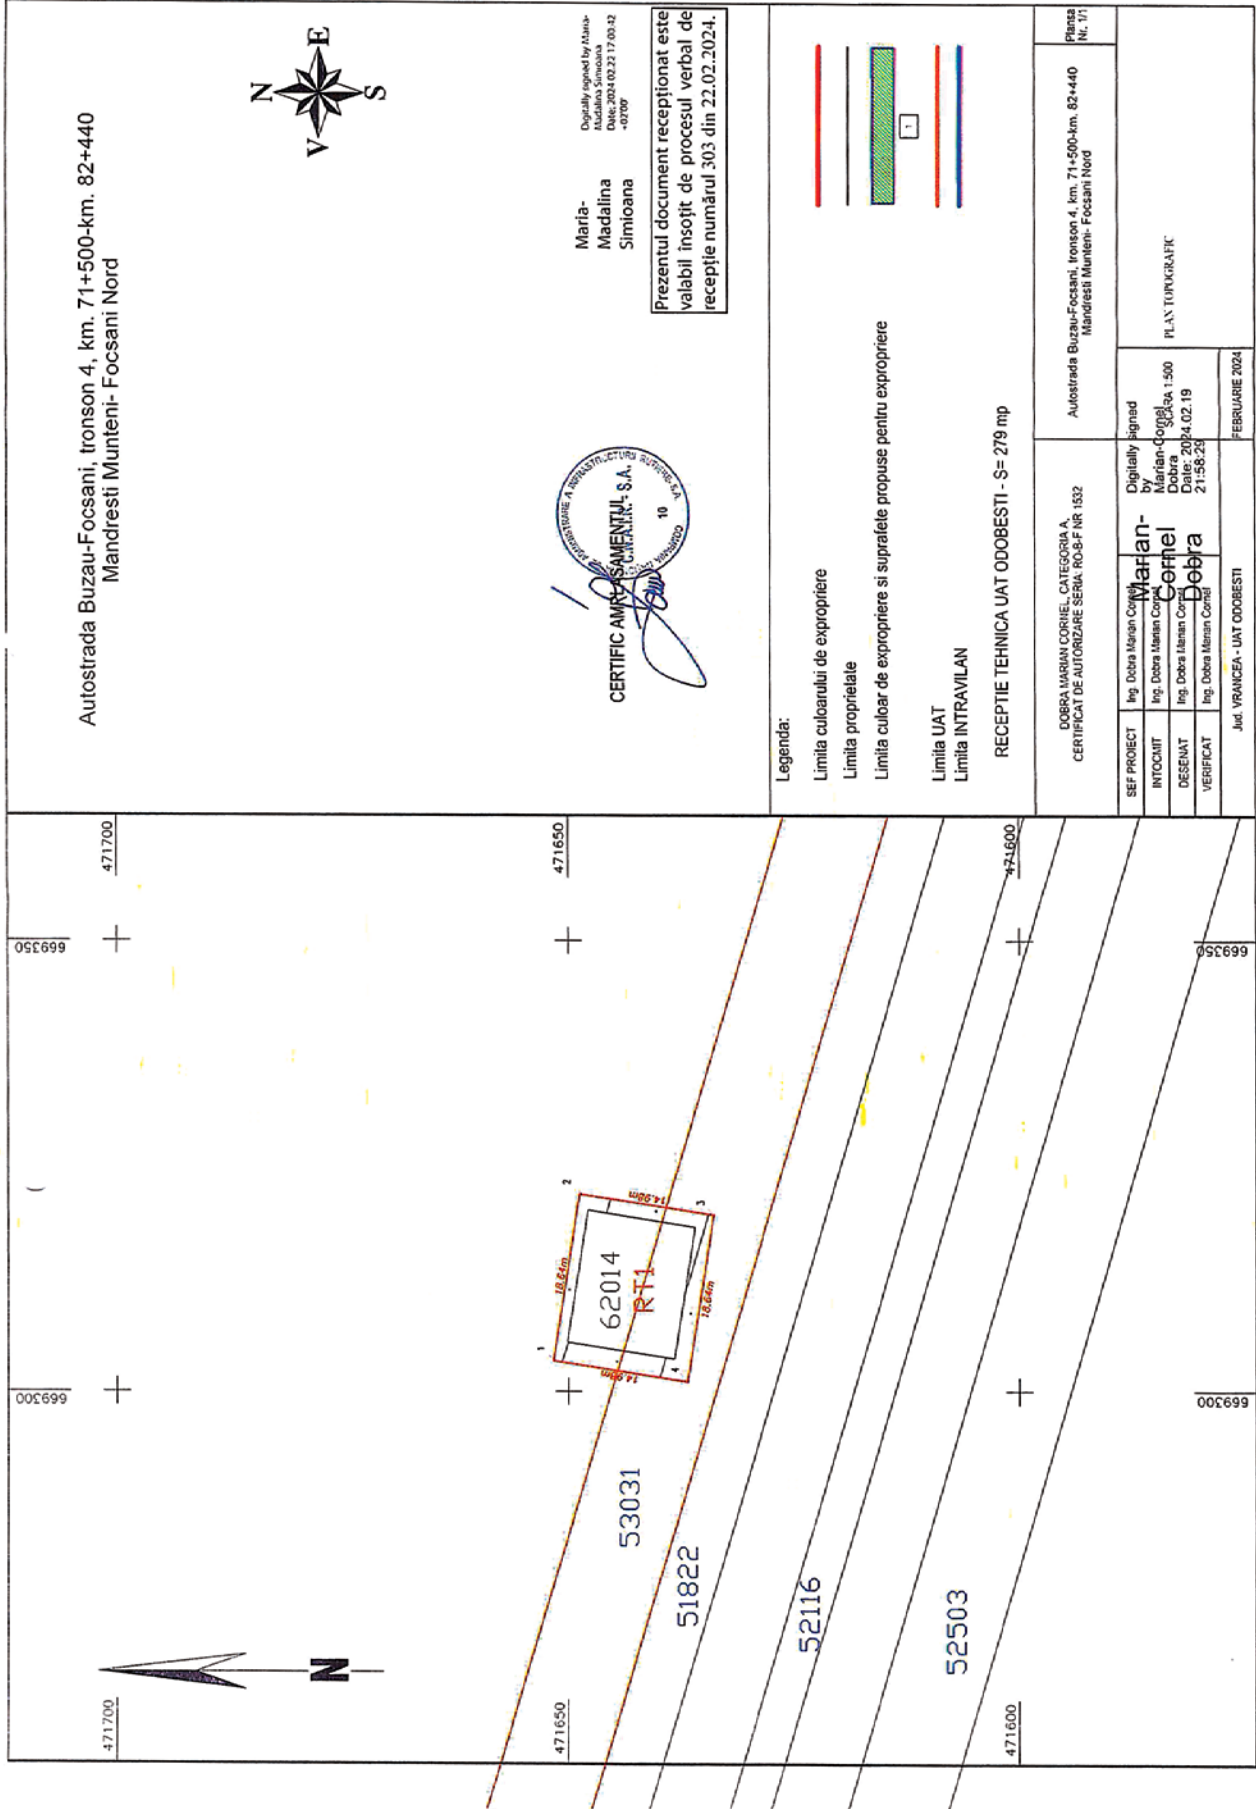 Autostrada Buzau-Focsani, tronson 4, km. 71+500-km. 82+440
Mandresti Munteni- Focsani Nord
N
E
S
V
Maria-
Madalina
Simioana
Digitally signed by Maria-
Madalina Simioana
Date: 2024.02.22 17:00:42
+02'00'
Prezentul document recepționat este
valabil însoțit de procesul verbal de
recepție numărul 303 din 22.02.2024.
CERTIFIC AMPLASAMENTUL
C.N.A.I.R. - S.A.
10
Legenda:
Limita culoarului de expropriere
Limita proprietate
Limita culoar de expropriere si suprafete propuse pentru expropriere
1
Limita UAT
Limita INTRAVILAN
RECEPTIE TEHNICA UAT ODOBESTI - S= 279 mp
DOBRA MARIAN CORNEL, CATEGORIA A,
CERTIFICAT DE AUTORIZARE SERIA: RO-B-F NR 1532
Autostrada Buzau-Focsani, tronson 4, km. 71+500-km. 82+440
Mandresti Munteni- Focsani Nord
Plansa
Nr. 1/1
SEF PROIECT
Ing. Dobra Marian Cornel
INTOCMIT
Ing. Dobra Marian Cornel
DESENAT
Ing. Dobra Marian Cornel
VERIFICAT
Ing. Dobra Marian Cornel
Marian-
Cornel
Dobra
Digitally signed
by
Marian-Cornel
Dobra
Date: 2024.02.19
21:58:29
SCARA 1:500
PLAN TOPOGRAFIC
Jud. VRANCEA - UAT ODOBESTI
FEBRUARIE 2024
471700
471650
471600
669350
669350
669300
669300
471700
471650
471600
N
1
2
3
4
18.64m
14.98m
18.64m
14.98m
62014
RT1
53031
51822
52116
52503